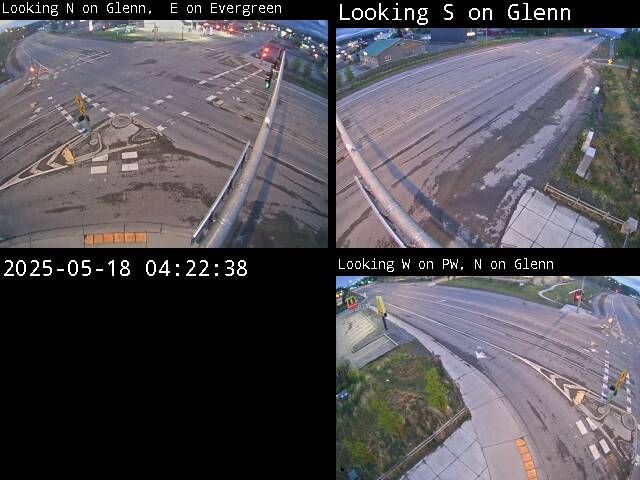 Looking N on Glenn,  E on Evergreen
Looking S on Glenn
2025-05-18 04:22:38
Looking W on PW, N on Glenn